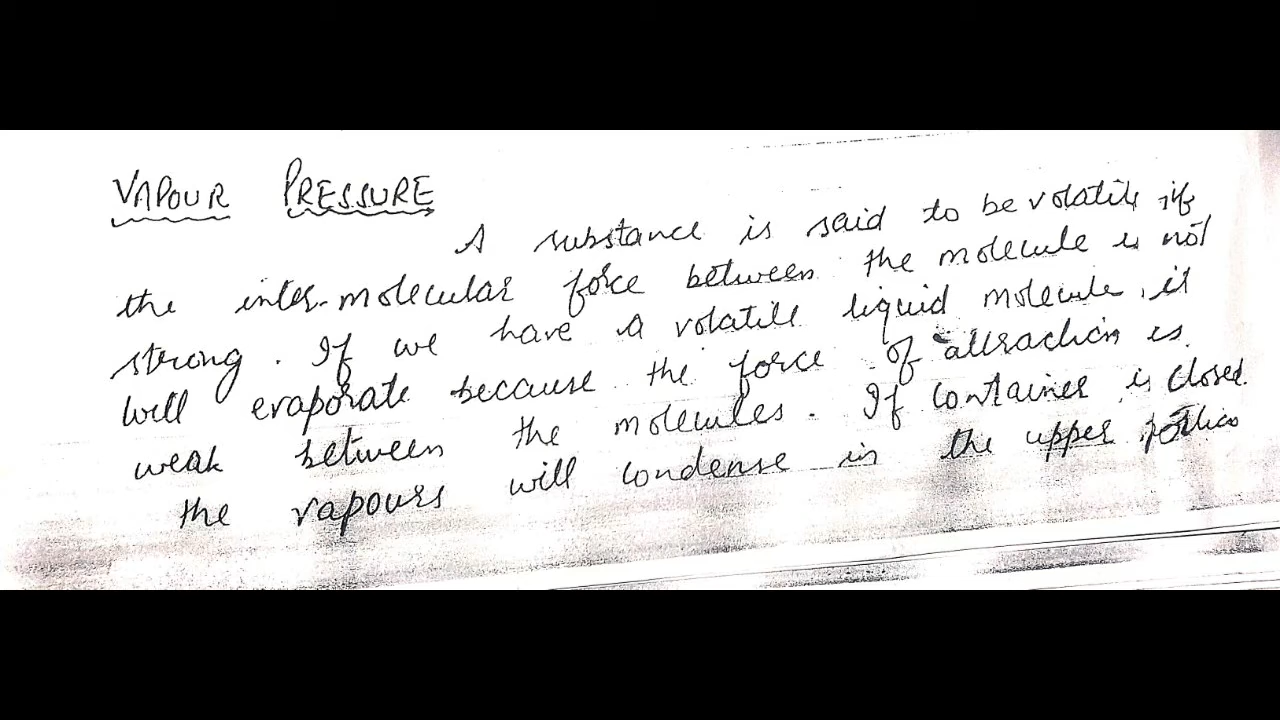 VAPOUR PRESSURE
A substance is said to be volatile if
the inter-molecular force between the molecule is not
strong. If we have a volatile liquid molecule, it
will evaporate because the force of attraction is
weak between the molecules. If container is closed
the vapours will condense in the upper portion